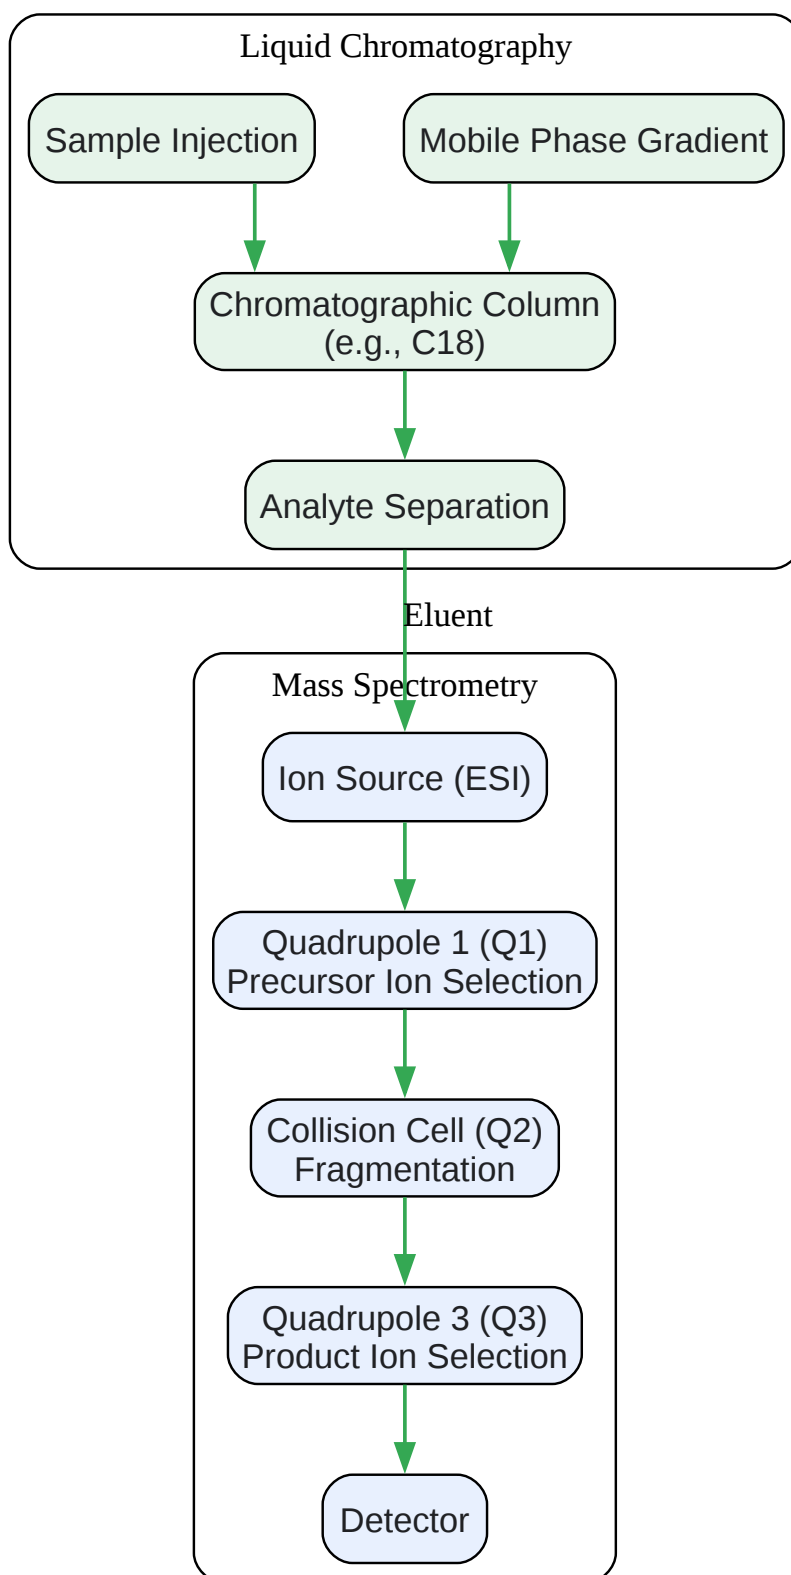 Liquid Chromatography
Sample Injection
Mobile Phase Gradient
Chromatographic Column
(e.g., C18)
Analyte Separation
Eluent
Mass Spectrometry
Ion Source (ESI)
Quadrupole 1 (Q1)
Precursor Ion Selection
Collision Cell (Q2)
Fragmentation
Quadrupole 3 (Q3)
Product Ion Selection
Detector